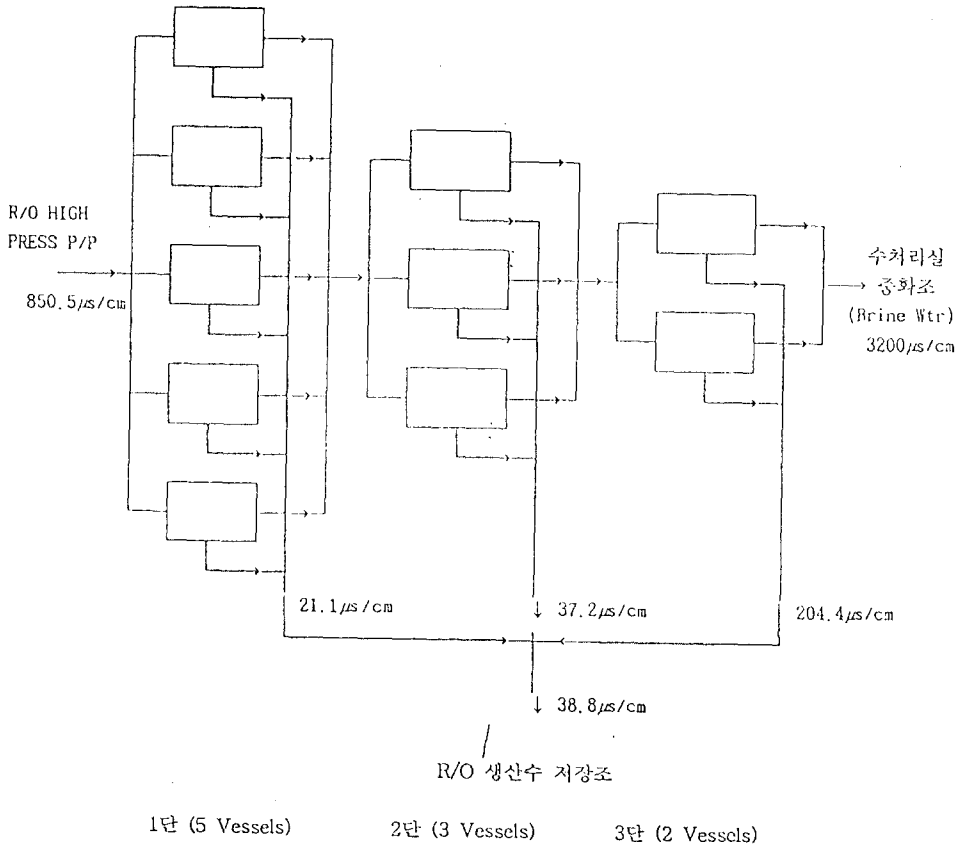 R/O HIGH
PRESS P/P
850.5㎲/cm
수처리실
중화조
(Brine Wtr)
3200㎲/cm
21.1㎲/cm
↓ 37.2㎲/cm
204.4㎲/cm
↓ 38.8㎲/cm
R/O 생산수 저장조
1단 (5 Vessels)
2단 (3 Vessels)
3단 (2 Vessels)